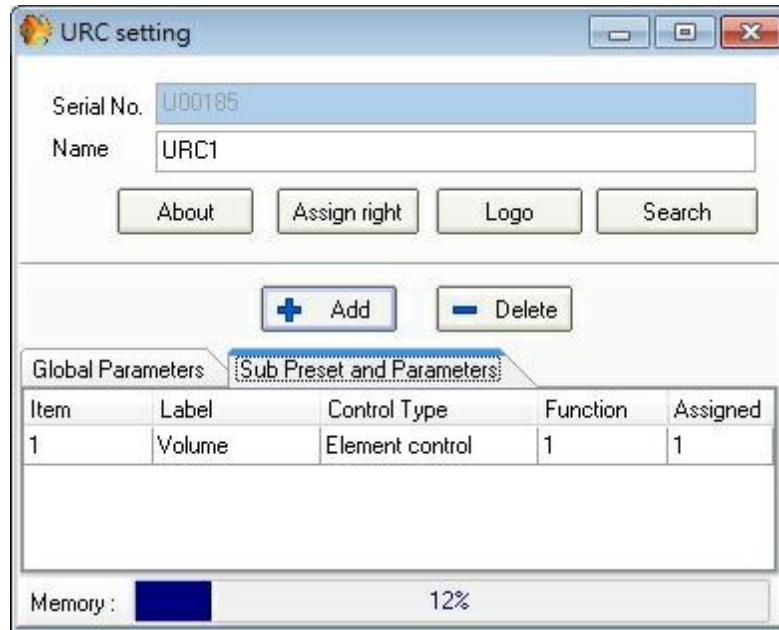 URC setting
Serial No. U00185
Name URC1
About Assign right Logo Search
Add Delete
Global Parameters Sub Preset and Parameters
Item Label Control Type Function Assigned
1 Volume Element control 1 1
Memory : 12%